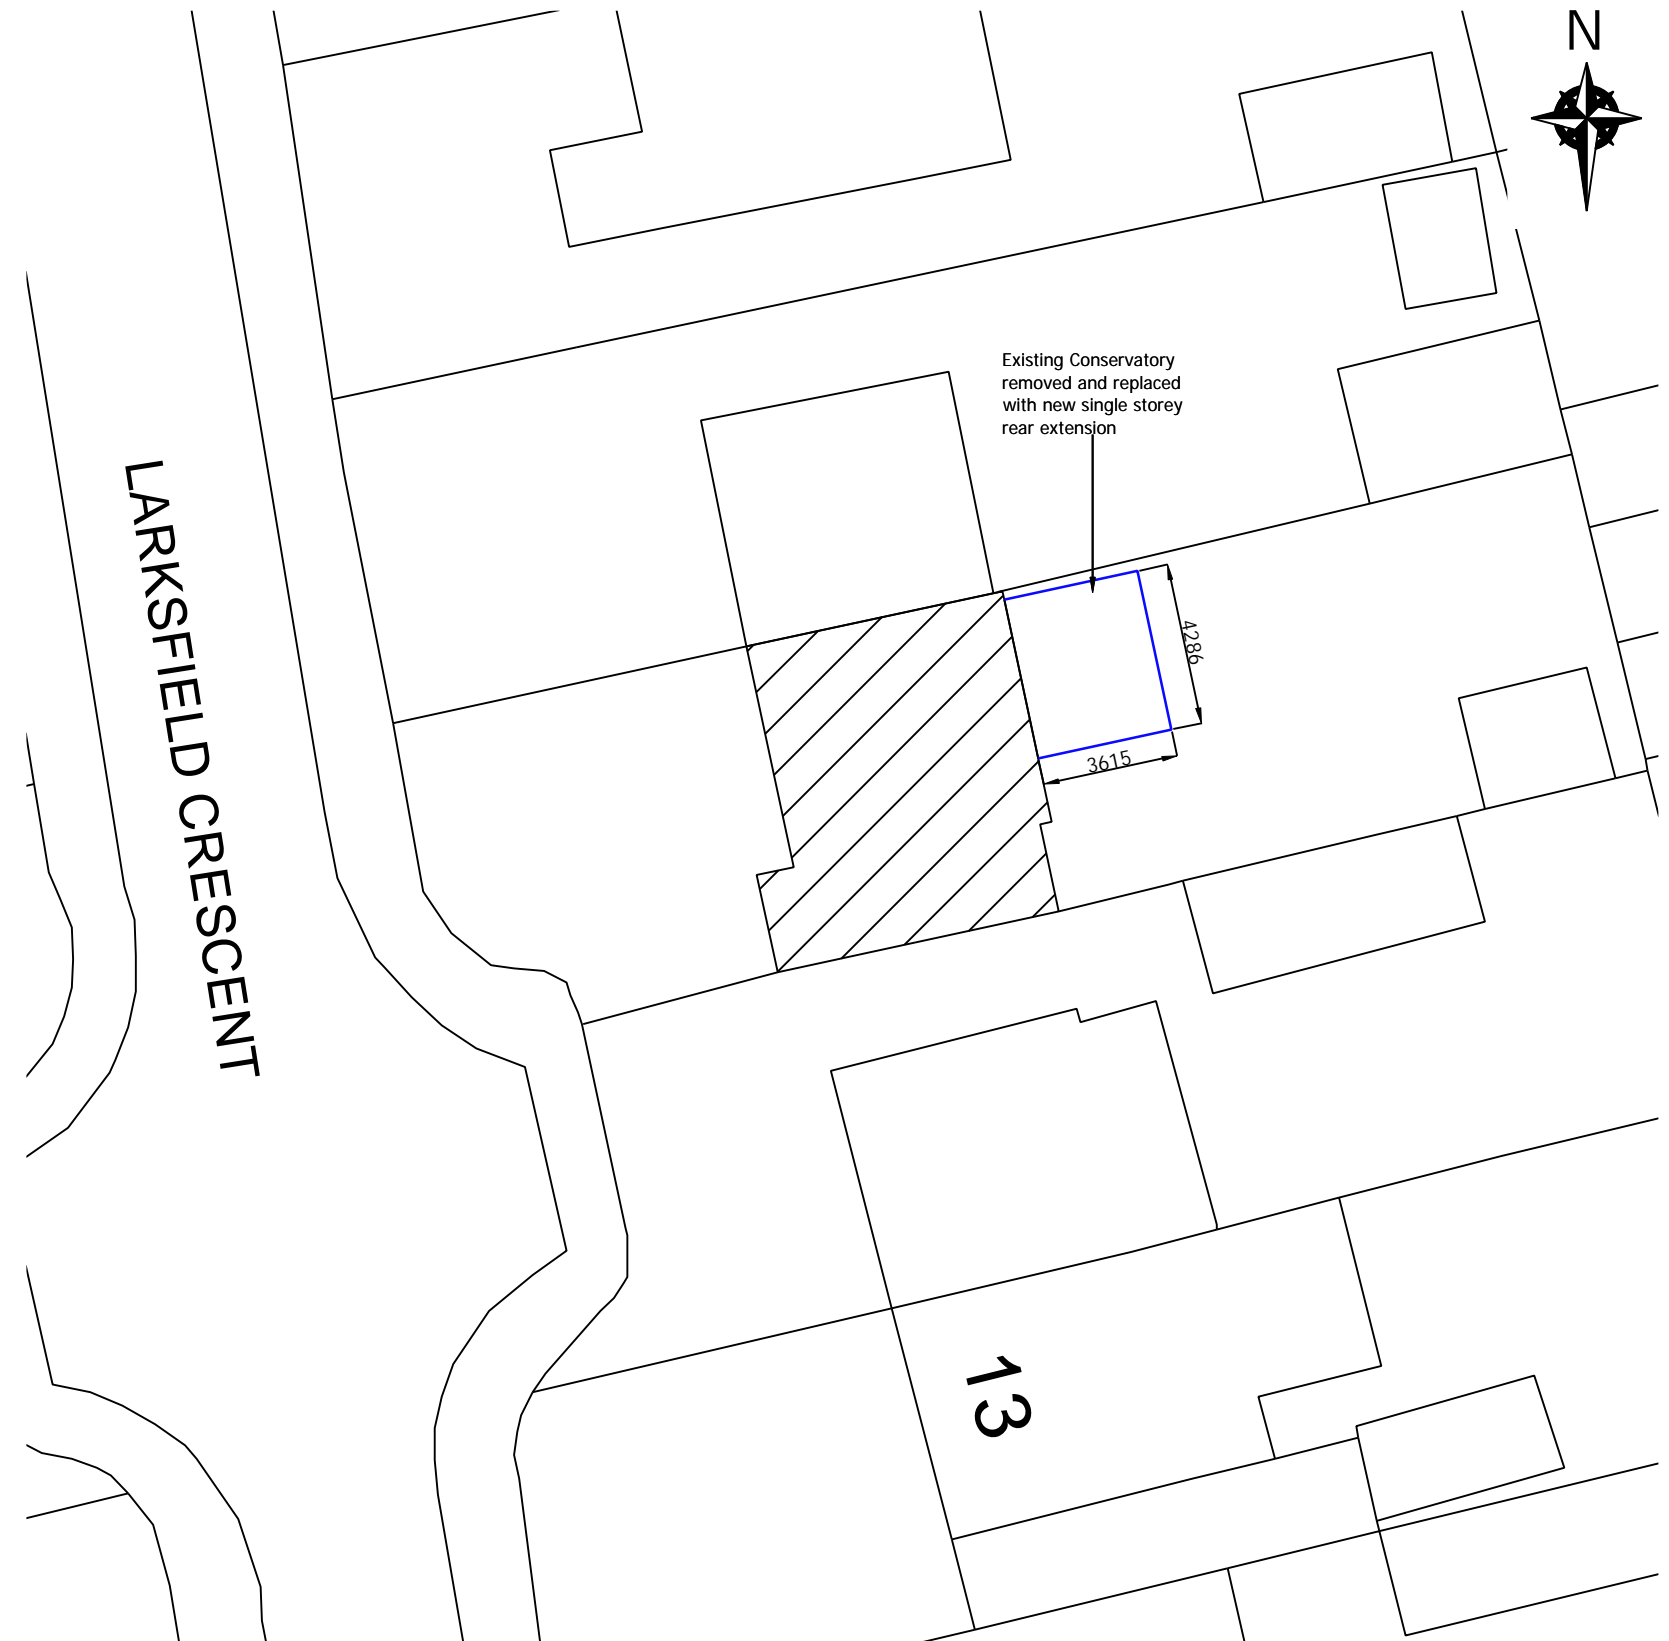 N
Existing Conservatory
removed and replaced
with new single storey
rear extension
4286
3615
LARKSFIELD CRESCENT
13